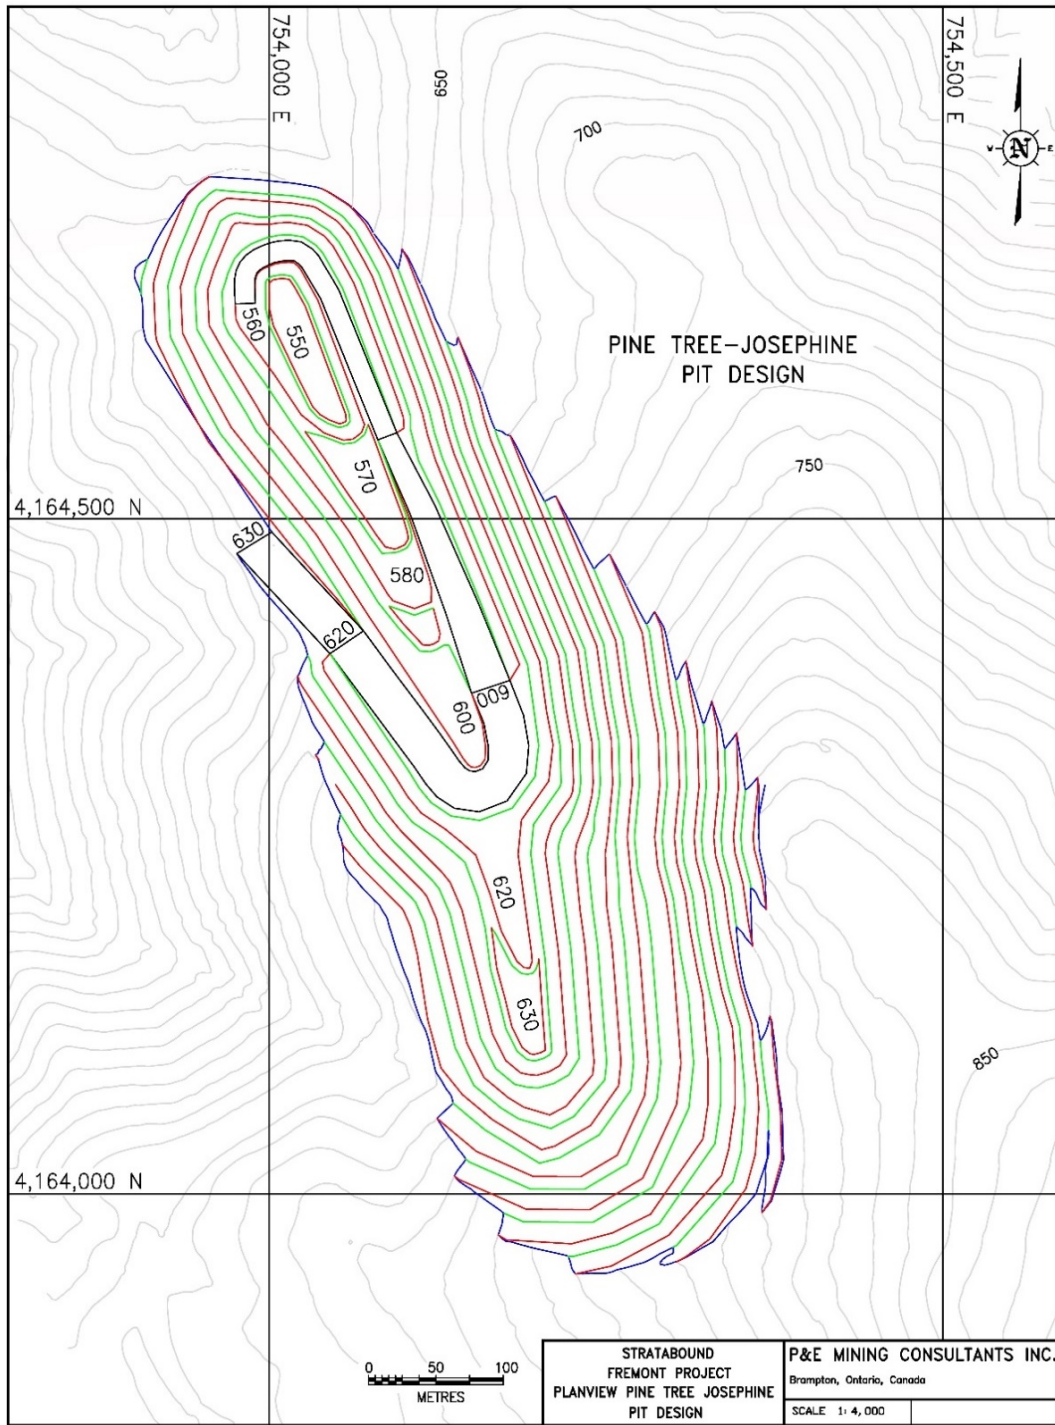 754,000 E
754,500 E
650
700
N
W
E
PINE TREE-JOSEPHINE
PIT DESIGN
560
550
750
570
4,164,500 N
630
580
620
600
600
620
630
850
4,164,000 N
0 50 100
METRES
STRATABOUND
FREMONT PROJECT
PLANVIEW PINE TREE JOSEPHINE
PIT DESIGN
P&E MINING CONSULTANTS INC.
Brampton, Ontario, Canada
SCALE 1:4,000